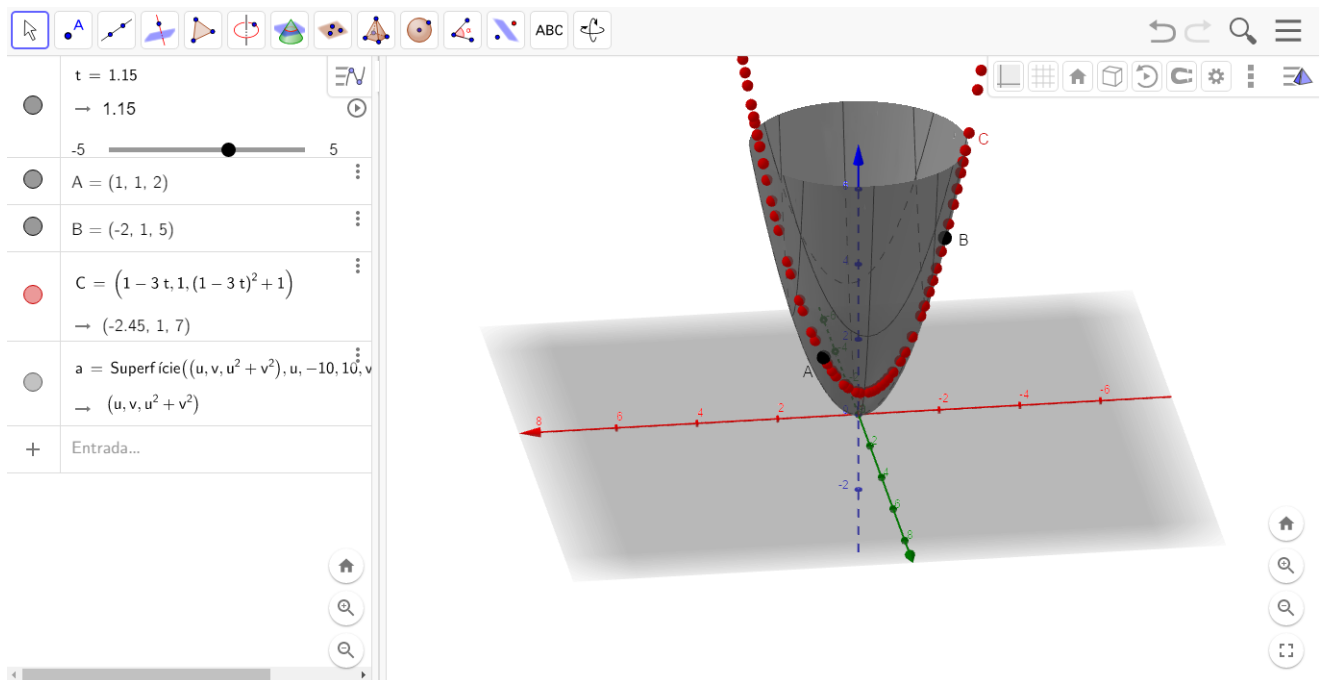 ABC
t = 1.15
→ 1.15
-5 5
A = (1, 1, 2)
B = (-2, 1, 5)
C = (1 − 3 t, 1, (1 − 3 t)² + 1)
→ (-2.45, 1, 7)
a = Superfície((u, v, u² + v²), u, −10, 10, v
→ (u, v, u² + v²)
+ Entrada...
C
B
A
4
2
-2
8
6
4
2
-2
-4
-6
2
4
6
8